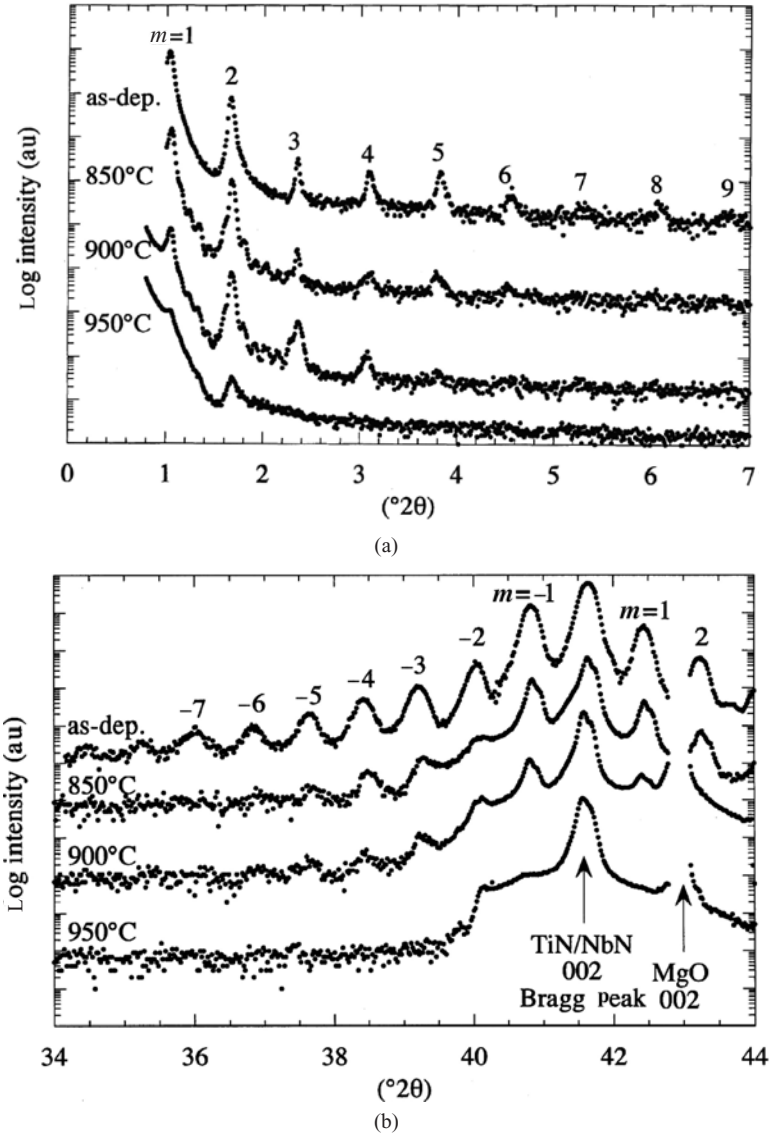 m=1
2
3
4
5
6
7
8
9
as-dep.
850°C
900°C
950°C
Log intensity (au)
0 1 2 3 4 5 6 7
(°2θ)
(a)
m=–1
m=1
2
–2
–3
–4
–5
–6
–7
as-dep.
850°C
900°C
950°C
Log intensity (au)
TiN/NbN
002
Bragg peak
MgO
002
34 36 38 40 42 44
(°2θ)
(b)